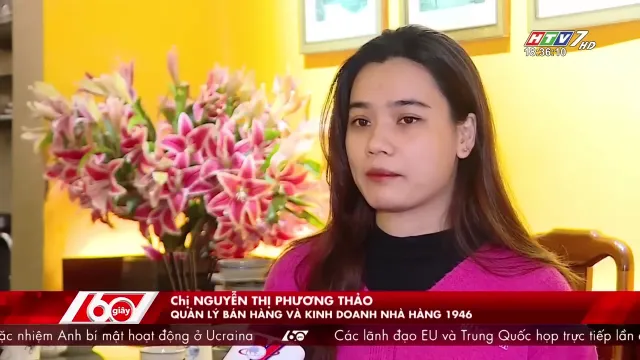 HTV7 HD
18:36:10
60 giây
Chị NGUYỄN THỊ PHƯƠNG THẢO
QUẢN LÝ BÁN HÀNG VÀ KINH DOANH NHÀ HÀNG 1946
ặc nhiệm Anh bí mật hoạt động ở Ucraina Các lãnh đạo EU và Trung Quốc họp trực tiếp lần